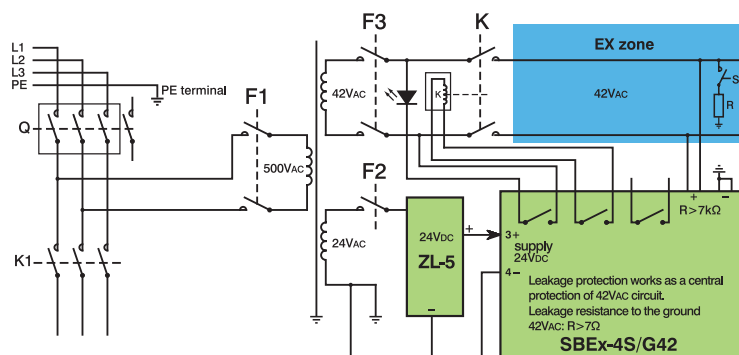 L1
L2
L3
PE
PE terminal
Q
K1
F1
500VAC
F3
K
42VAC
K
F2
24VAC
EX zone
42VAC
S
R
24VDC
ZL-5
+
−
3+
supply
24VDC
4−
+
−
R>7kΩ
Leakage protection works as a central
protection of 42VAC circuit.
Leakage resistance to the ground
42VAC: R>7Ω
SBEx-4S/G42